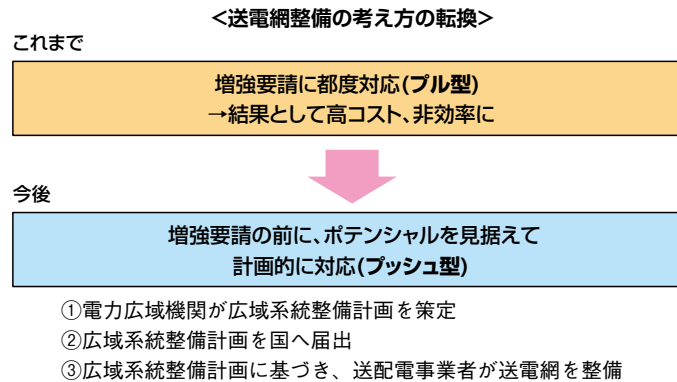 <送電網整備の考え方の転換>
これまで
増強要請に都度対応(プル型)
→結果として高コスト、非効率に
今後
増強要請の前に、ポテンシャルを見据えて
計画的に対応(プッシュ型)
①電力広域機関が広域系統整備計画を策定
②広域系統整備計画を国へ届出
③広域系統整備計画に基づき、送配電事業者が送電網を整備